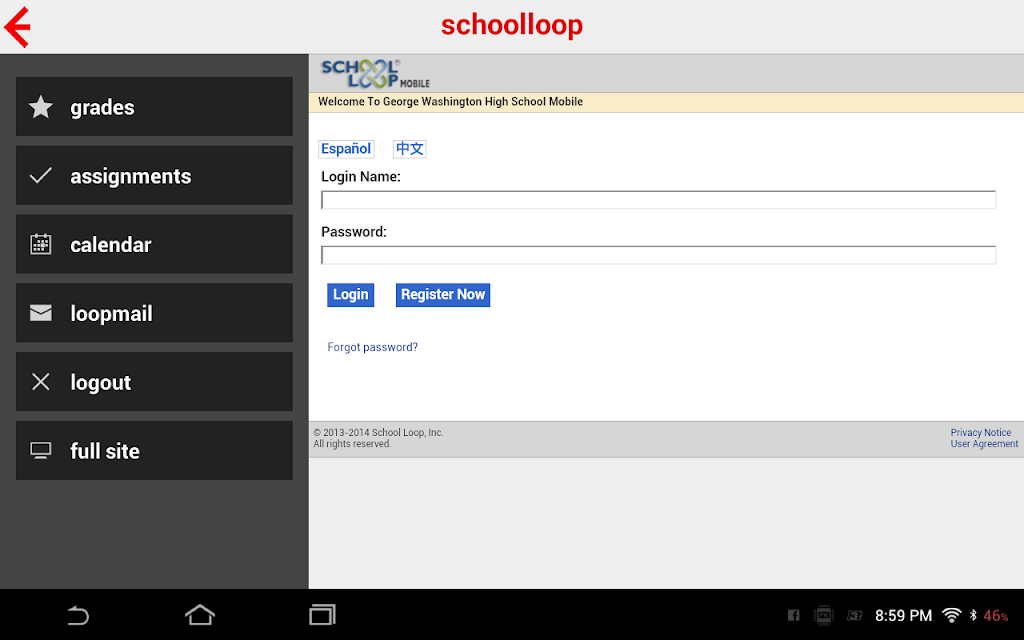 schoolloop
grades
assignments
calendar
loopmail
logout
full site
SCHOOL LOOP MOBILE
Welcome To George Washington High School Mobile
Español 中文
Login Name:
Password:
Login Register Now
Forgot password?
© 2013-2014 School Loop, Inc.
All rights reserved.
Privacy Notice
User Agreement
8:59 PM 46%